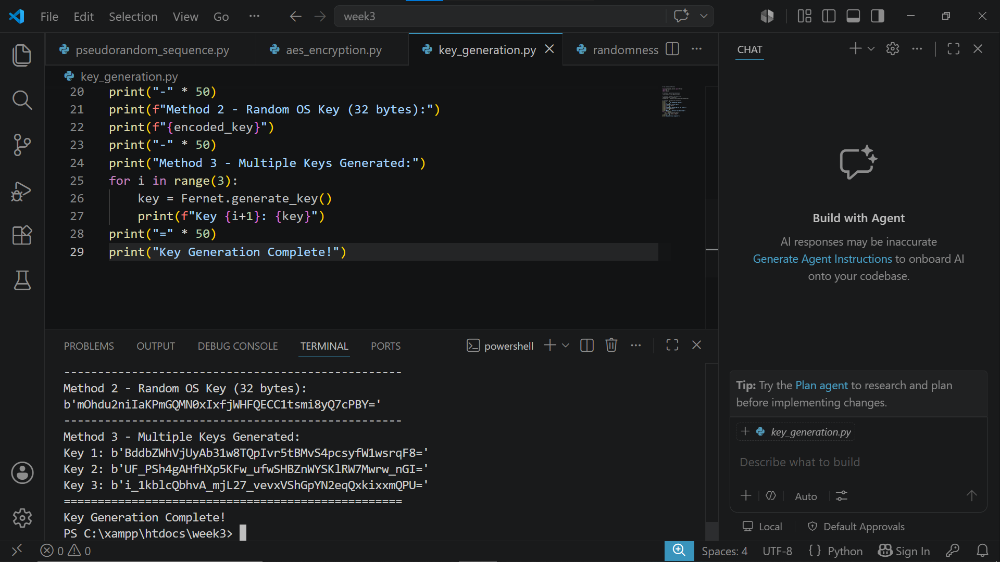 File Edit Selection View Go
week3
pseudorandom_sequence.py aes_encryption.py key_generation.py randomness
key_generation.py
20 print("-" * 50)
21 print(f"Method 2 - Random OS Key (32 bytes):")
22 print(f"{encoded_key}")
23 print("-" * 50)
24 print("Method 3 - Multiple Keys Generated:")
25 for i in range(3):
26     key = Fernet.generate_key()
27     print(f"Key {i+1}: {key}")
28 print("=" * 50)
29 print("Key Generation Complete!")
PROBLEMS OUTPUT DEBUG CONSOLE TERMINAL PORTS powershell
--------------------------------------------------
Method 2 - Random OS Key (32 bytes):
b'mOhdu2niIaKPmGQMN0xIxfjWHFQECC1tsmi8yQ7cPBY='
--------------------------------------------------
Method 3 - Multiple Keys Generated:
Key 1: b'BddbZWhVjUyAb31w8TQpIvr5tBMvS4pcsyfW1wsrqF8='
Key 2: b'UF_PSh4gAHfHXp5KFw_ufwSHBZnWYSKlRW7Mwrw_nGI='
Key 3: b'i_1kblcQbhvA_mjL27_vevxVShGpYN2eqQxkixxmQPU='
==================================================
Key Generation Complete!
PS C:\xampp\htdocs\week3>
CHAT
Build with Agent
AI responses may be inaccurate
Generate Agent Instructions to onboard AI
onto your codebase.
Tip: Try the Plan agent to research and plan
before implementing changes.
key_generation.py
Describe what to build
Auto
Local Default Approvals
0 0 Spaces: 4 UTF-8 {} Python Sign In